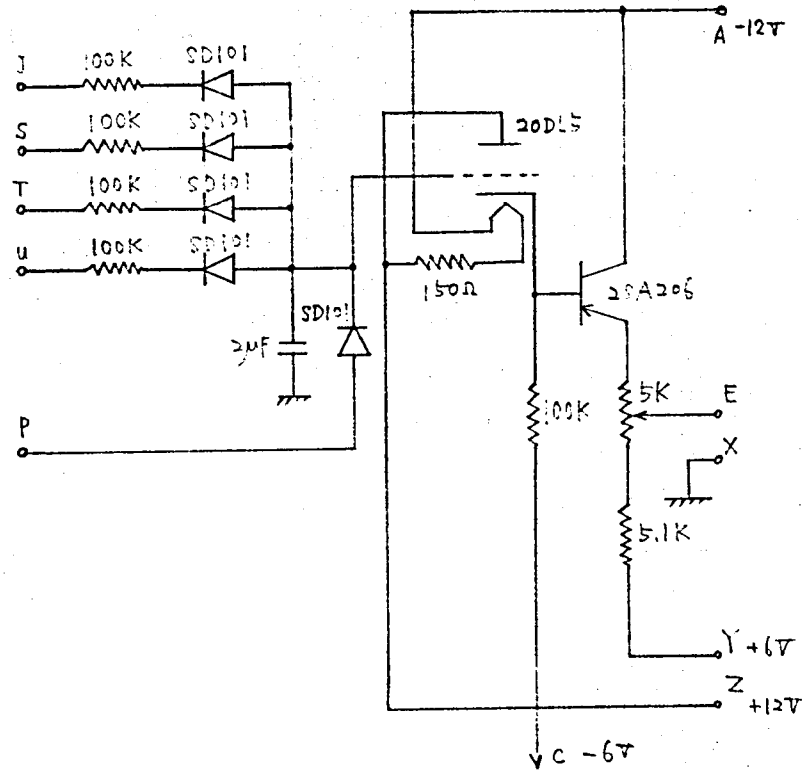 A -12V
J
100K
SD101
S
100K
SD101
T
100K
SD101
u
100K
SD101
20DL5
150Ω
2SA206
SD101
2μF
P
100K
5K
E
X
5.1K
Y +6V
Z +12V
C -6V